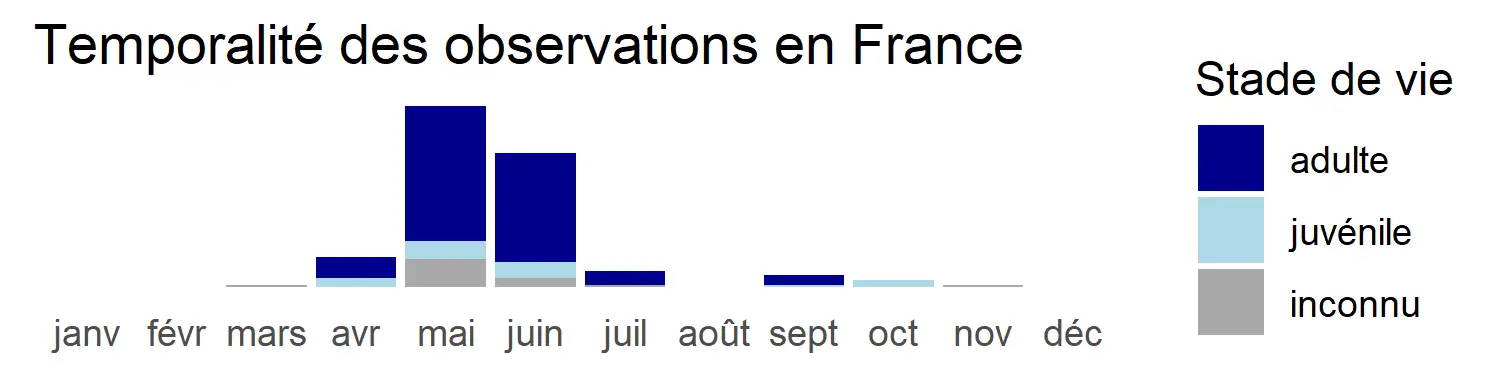 Temporalité des observations en France
Stade de vie
adulte
juvénile
inconnu
janv févr mars avr mai juin juil août sept oct nov déc